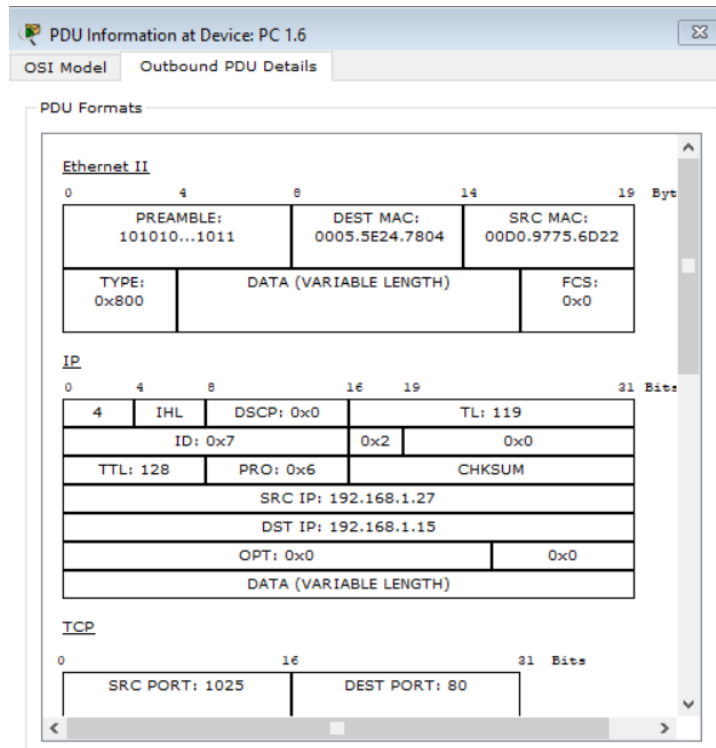 PDU Information at Device: PC 1.6
OSI Model Outbound PDU Details
PDU Formats
Ethernet II
0 4 8 14 19 Byt
PREAMBLE: DEST MAC: SRC MAC:
101010...1011 0005.5E24.7804 00D0.9775.6D22
TYPE: DATA (VARIABLE LENGTH) FCS:
0x800 0x0
IP
0 4 8 16 19 31 Bits
4 IHL DSCP: 0x0 TL: 119
ID: 0x7 0x2 0x0
TTL: 128 PRO: 0x6 CHKSUM
SRC IP: 192.168.1.27
DST IP: 192.168.1.15
OPT: 0x0 0x0
DATA (VARIABLE LENGTH)
TCP
0 16 31 Bits
SRC PORT: 1025 DEST PORT: 80